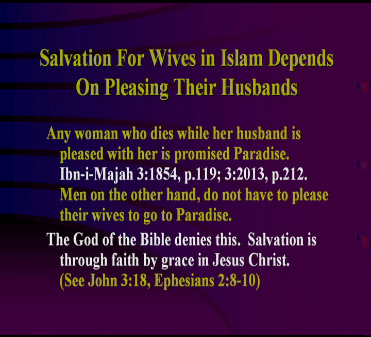 Salvation For Wives in Islam Depends
On Pleasing Their Husbands
Any woman who dies while her husband is
pleased with her is promised Paradise.
Ibn-i-Majah 3:1854, p.119; 3:2013, p.212.
Men on the other hand, do not have to please
their wives to go to Paradise.
The God of the Bible denies this. Salvation is
through faith by grace in Jesus Christ.
(See John 3:18, Ephesians 2:8-10)